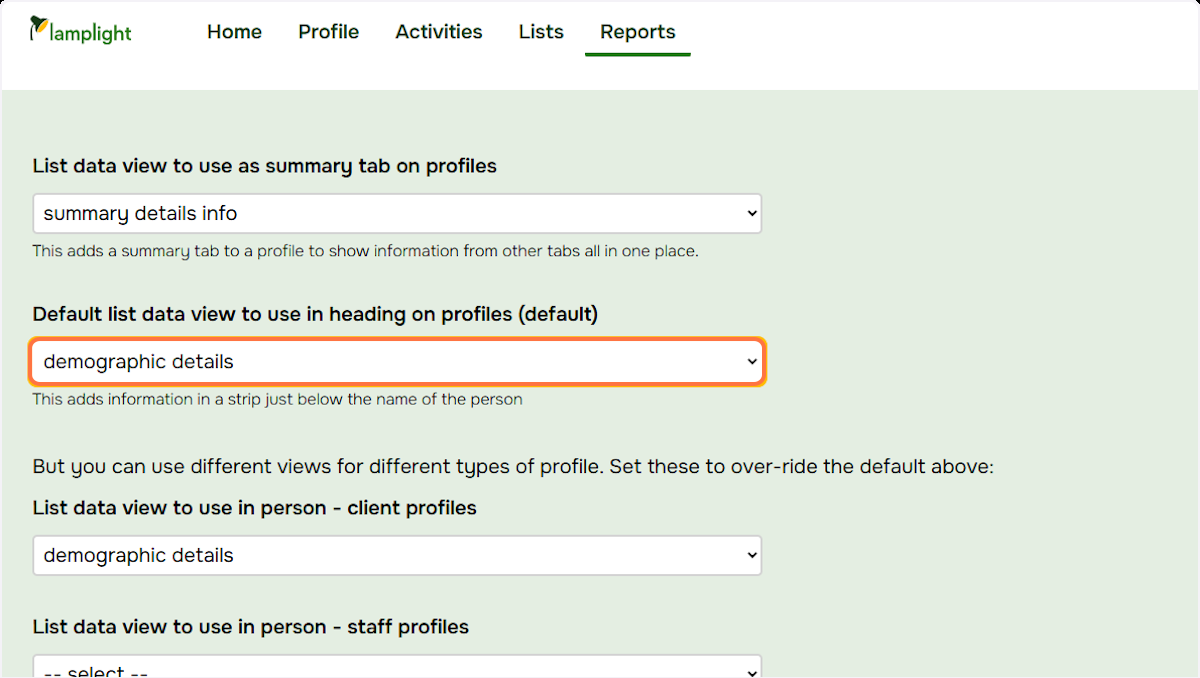 lamplight Home Profile Activities Lists Reports
List data view to use as summary tab on profiles
summary details info
This adds a summary tab to a profile to show information from other tabs all in one place.
Default list data view to use in heading on profiles (default)
demographic details
This adds information in a strip just below the name of the person
But you can use different views for different types of profile. Set these to over-ride the default above:
List data view to use in person - client profiles
demographic details
List data view to use in person - staff profiles
-- select --